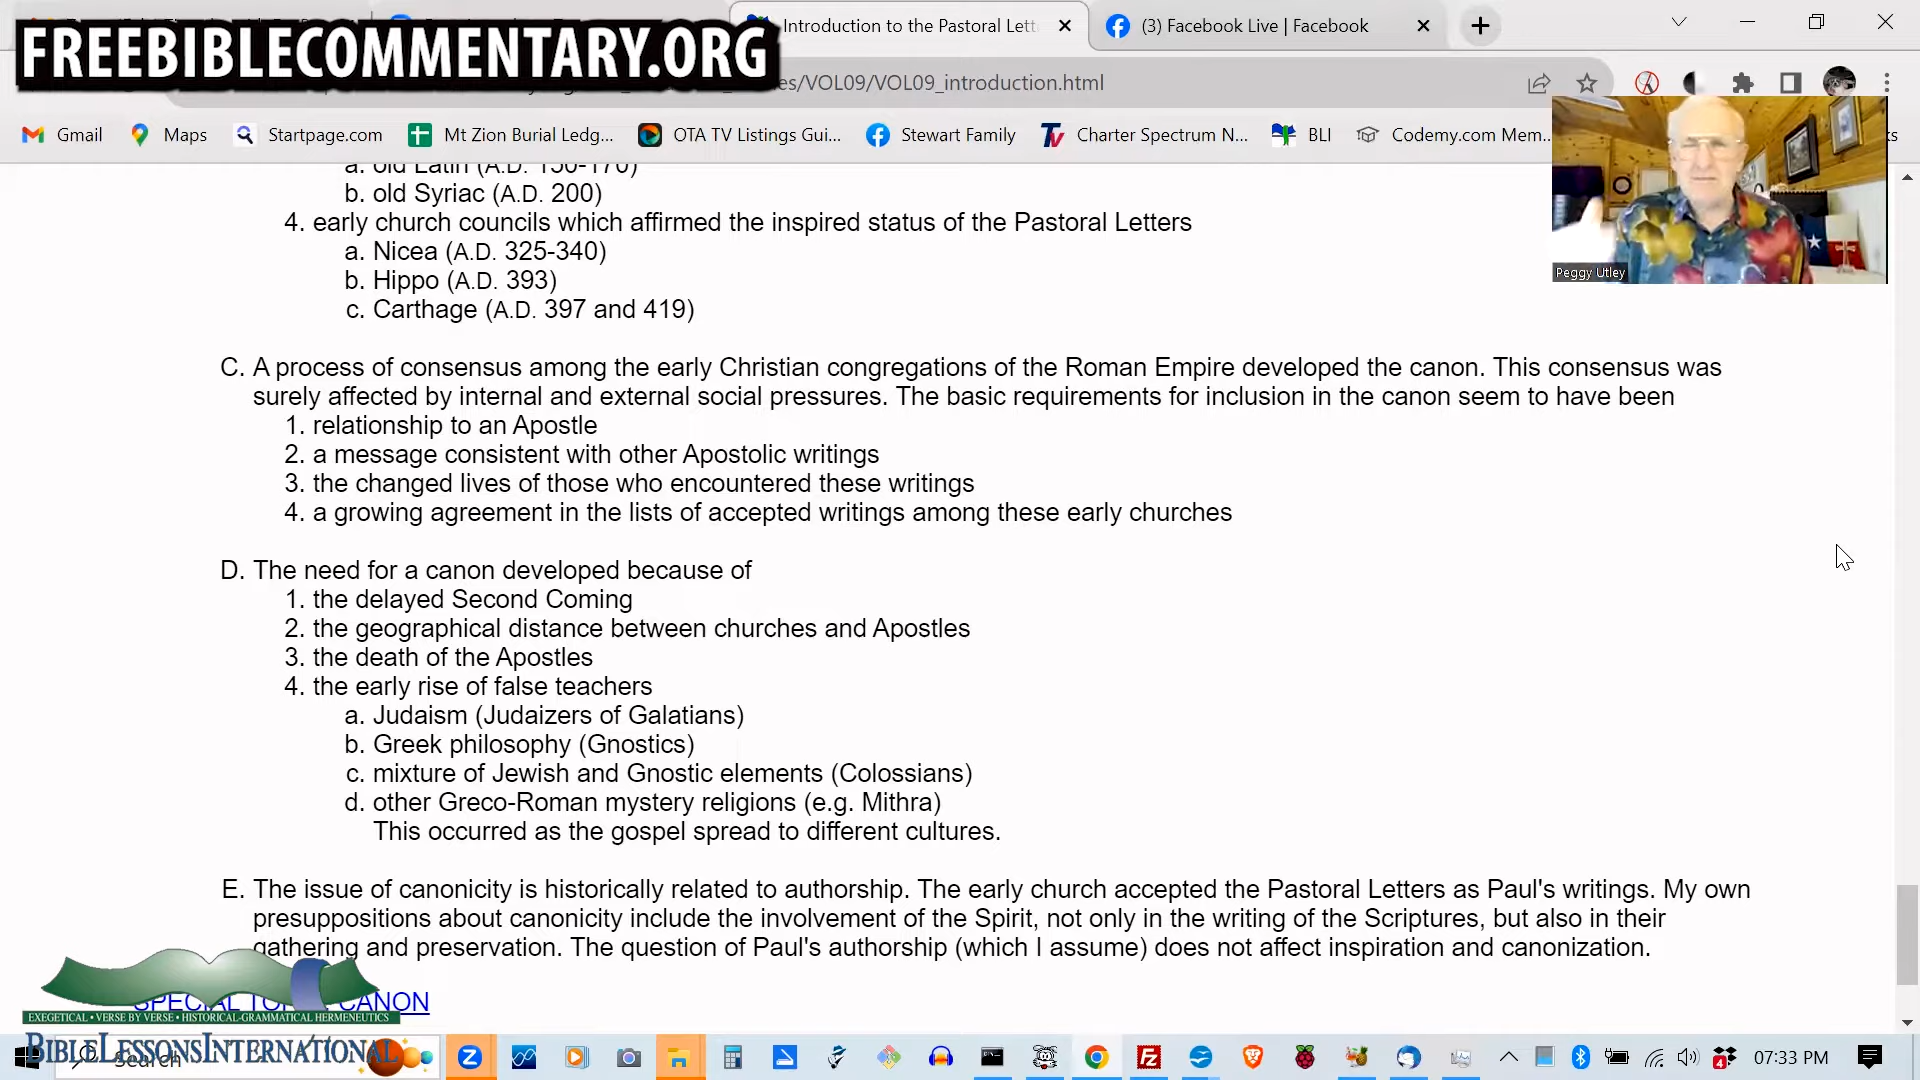 Introduction to the Pastoral Lett
(3) Facebook Live | Facebook
FREEBIBLECOMMENTARY.ORG
es/VOL09/VOL09_introduction.html
Gmail
Maps
Startpage.com
Mt Zion Burial Ledg...
OTA TV Listings Gui...
Stewart Family
Charter Spectrum N...
BLI
Codemy.com Mem...
ks
a. old Latin (A.D. 150-170)
b. old Syriac (A.D. 200)
4. early church councils which affirmed the inspired status of the Pastoral Letters
a. Nicea (A.D. 325-340)
b. Hippo (A.D. 393)
c. Carthage (A.D. 397 and 419)
Peggy Utley
C. A process of consensus among the early Christian congregations of the Roman Empire developed the canon. This consensus was
surely affected by internal and external social pressures. The basic requirements for inclusion in the canon seem to have been
1. relationship to an Apostle
2. a message consistent with other Apostolic writings
3. the changed lives of those who encountered these writings
4. a growing agreement in the lists of accepted writings among these early churches
D. The need for a canon developed because of
1. the delayed Second Coming
2. the geographical distance between churches and Apostles
3. the death of the Apostles
4. the early rise of false teachers
a. Judaism (Judaizers of Galatians)
b. Greek philosophy (Gnostics)
c. mixture of Jewish and Gnostic elements (Colossians)
d. other Greco-Roman mystery religions (e.g. Mithra)
This occurred as the gospel spread to different cultures.
E. The issue of canonicity is historically related to authorship. The early church accepted the Pastoral Letters as Paul's writings. My own
presuppositions about canonicity include the involvement of the Spirit, not only in the writing of the Scriptures, but also in their
gathering and preservation. The question of Paul's authorship (which I assume) does not affect inspiration and canonization.
SPECIAL TOPIC: CANON
EXEGETICAL • VERSE BY VERSE • HISTORICAL-GRAMMATICAL HERMENEUTICS
BIBLELESSONSINTERNATIONAL
Search
07:33 PM